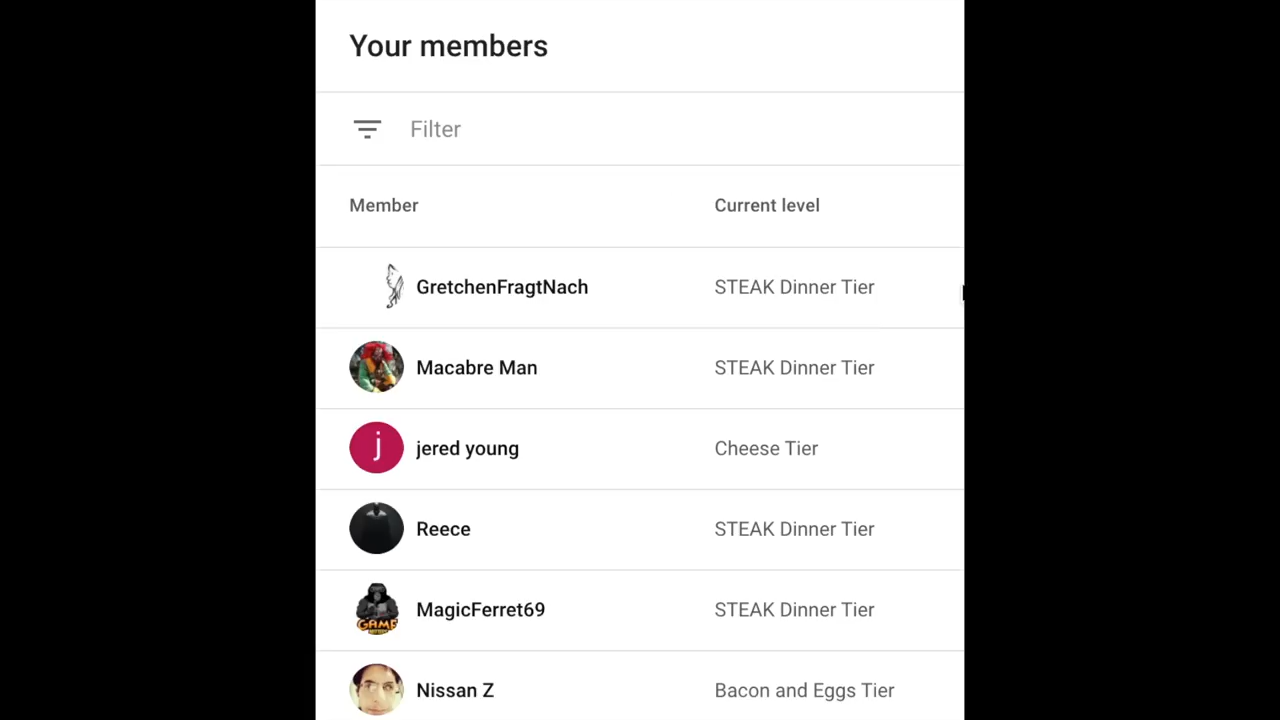 Your members
Filter
Member Current level
GretchenFragtNach STEAK Dinner Tier
Macabre Man STEAK Dinner Tier
j jered young Cheese Tier
Reece STEAK Dinner Tier
GAME
MagicFerret69 STEAK Dinner Tier
Nissan Z Bacon and Eggs Tier